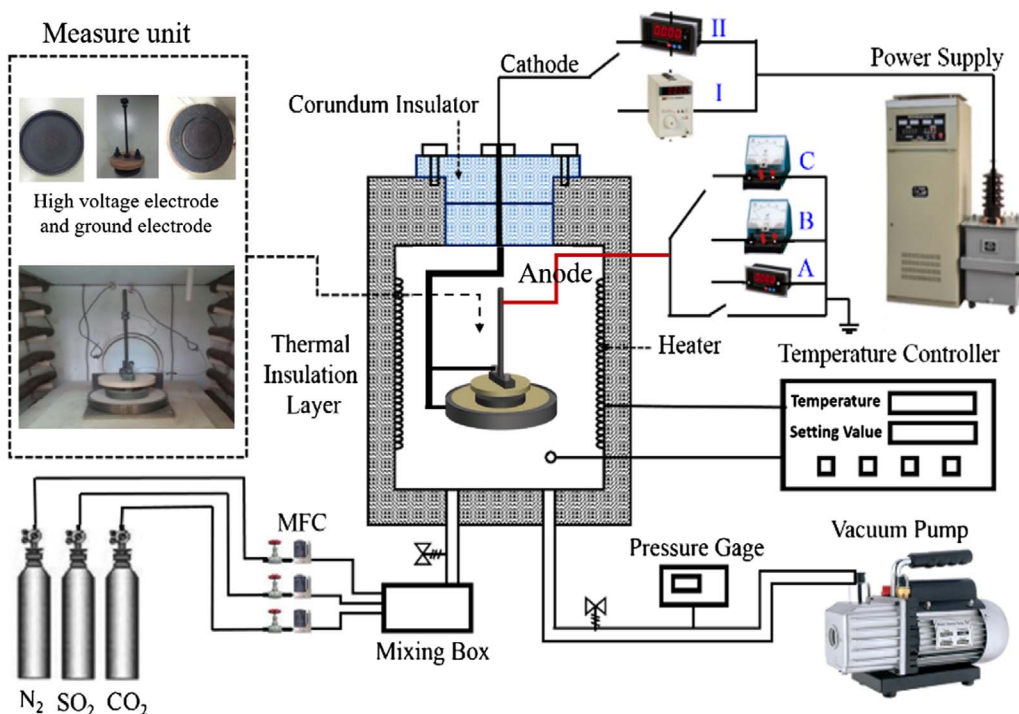 Measure unit
High voltage electrode
and ground electrode
Cathode
II
I
Power Supply
Corundum Insulator
C
B
A
Anode
Thermal
Insulation
Layer
Heater
Temperature Controller
Temperature
Setting Value
MFC
Mixing Box
Pressure Gage
Vacuum Pump
N₂ SO₂ CO₂